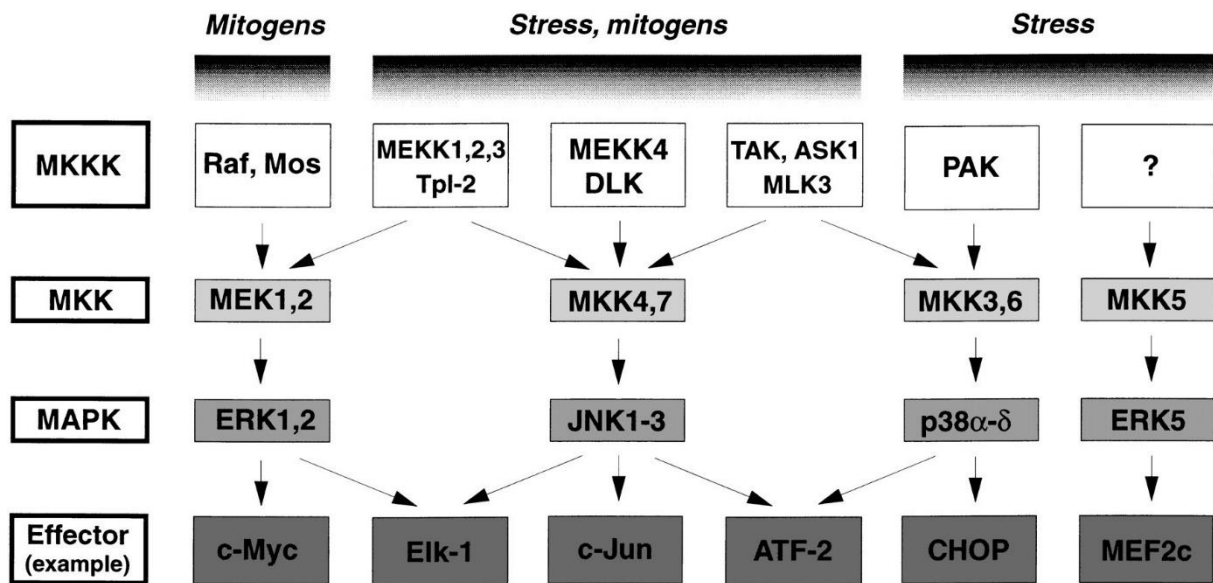 Mitogens
Stress, mitogens
Stress
MKKK
Raf, Mos
MEKK1,2,3
Tpl-2
MEKK4
DLK
TAK, ASK1
MLK3
PAK
?
MKK
MEK1,2
MKK4,7
MKK3,6
MKK5
MAPK
ERK1,2
JNK1-3
p38α-δ
ERK5
Effector
(example)
c-Myc
Elk-1
c-Jun
ATF-2
CHOP
MEF2c